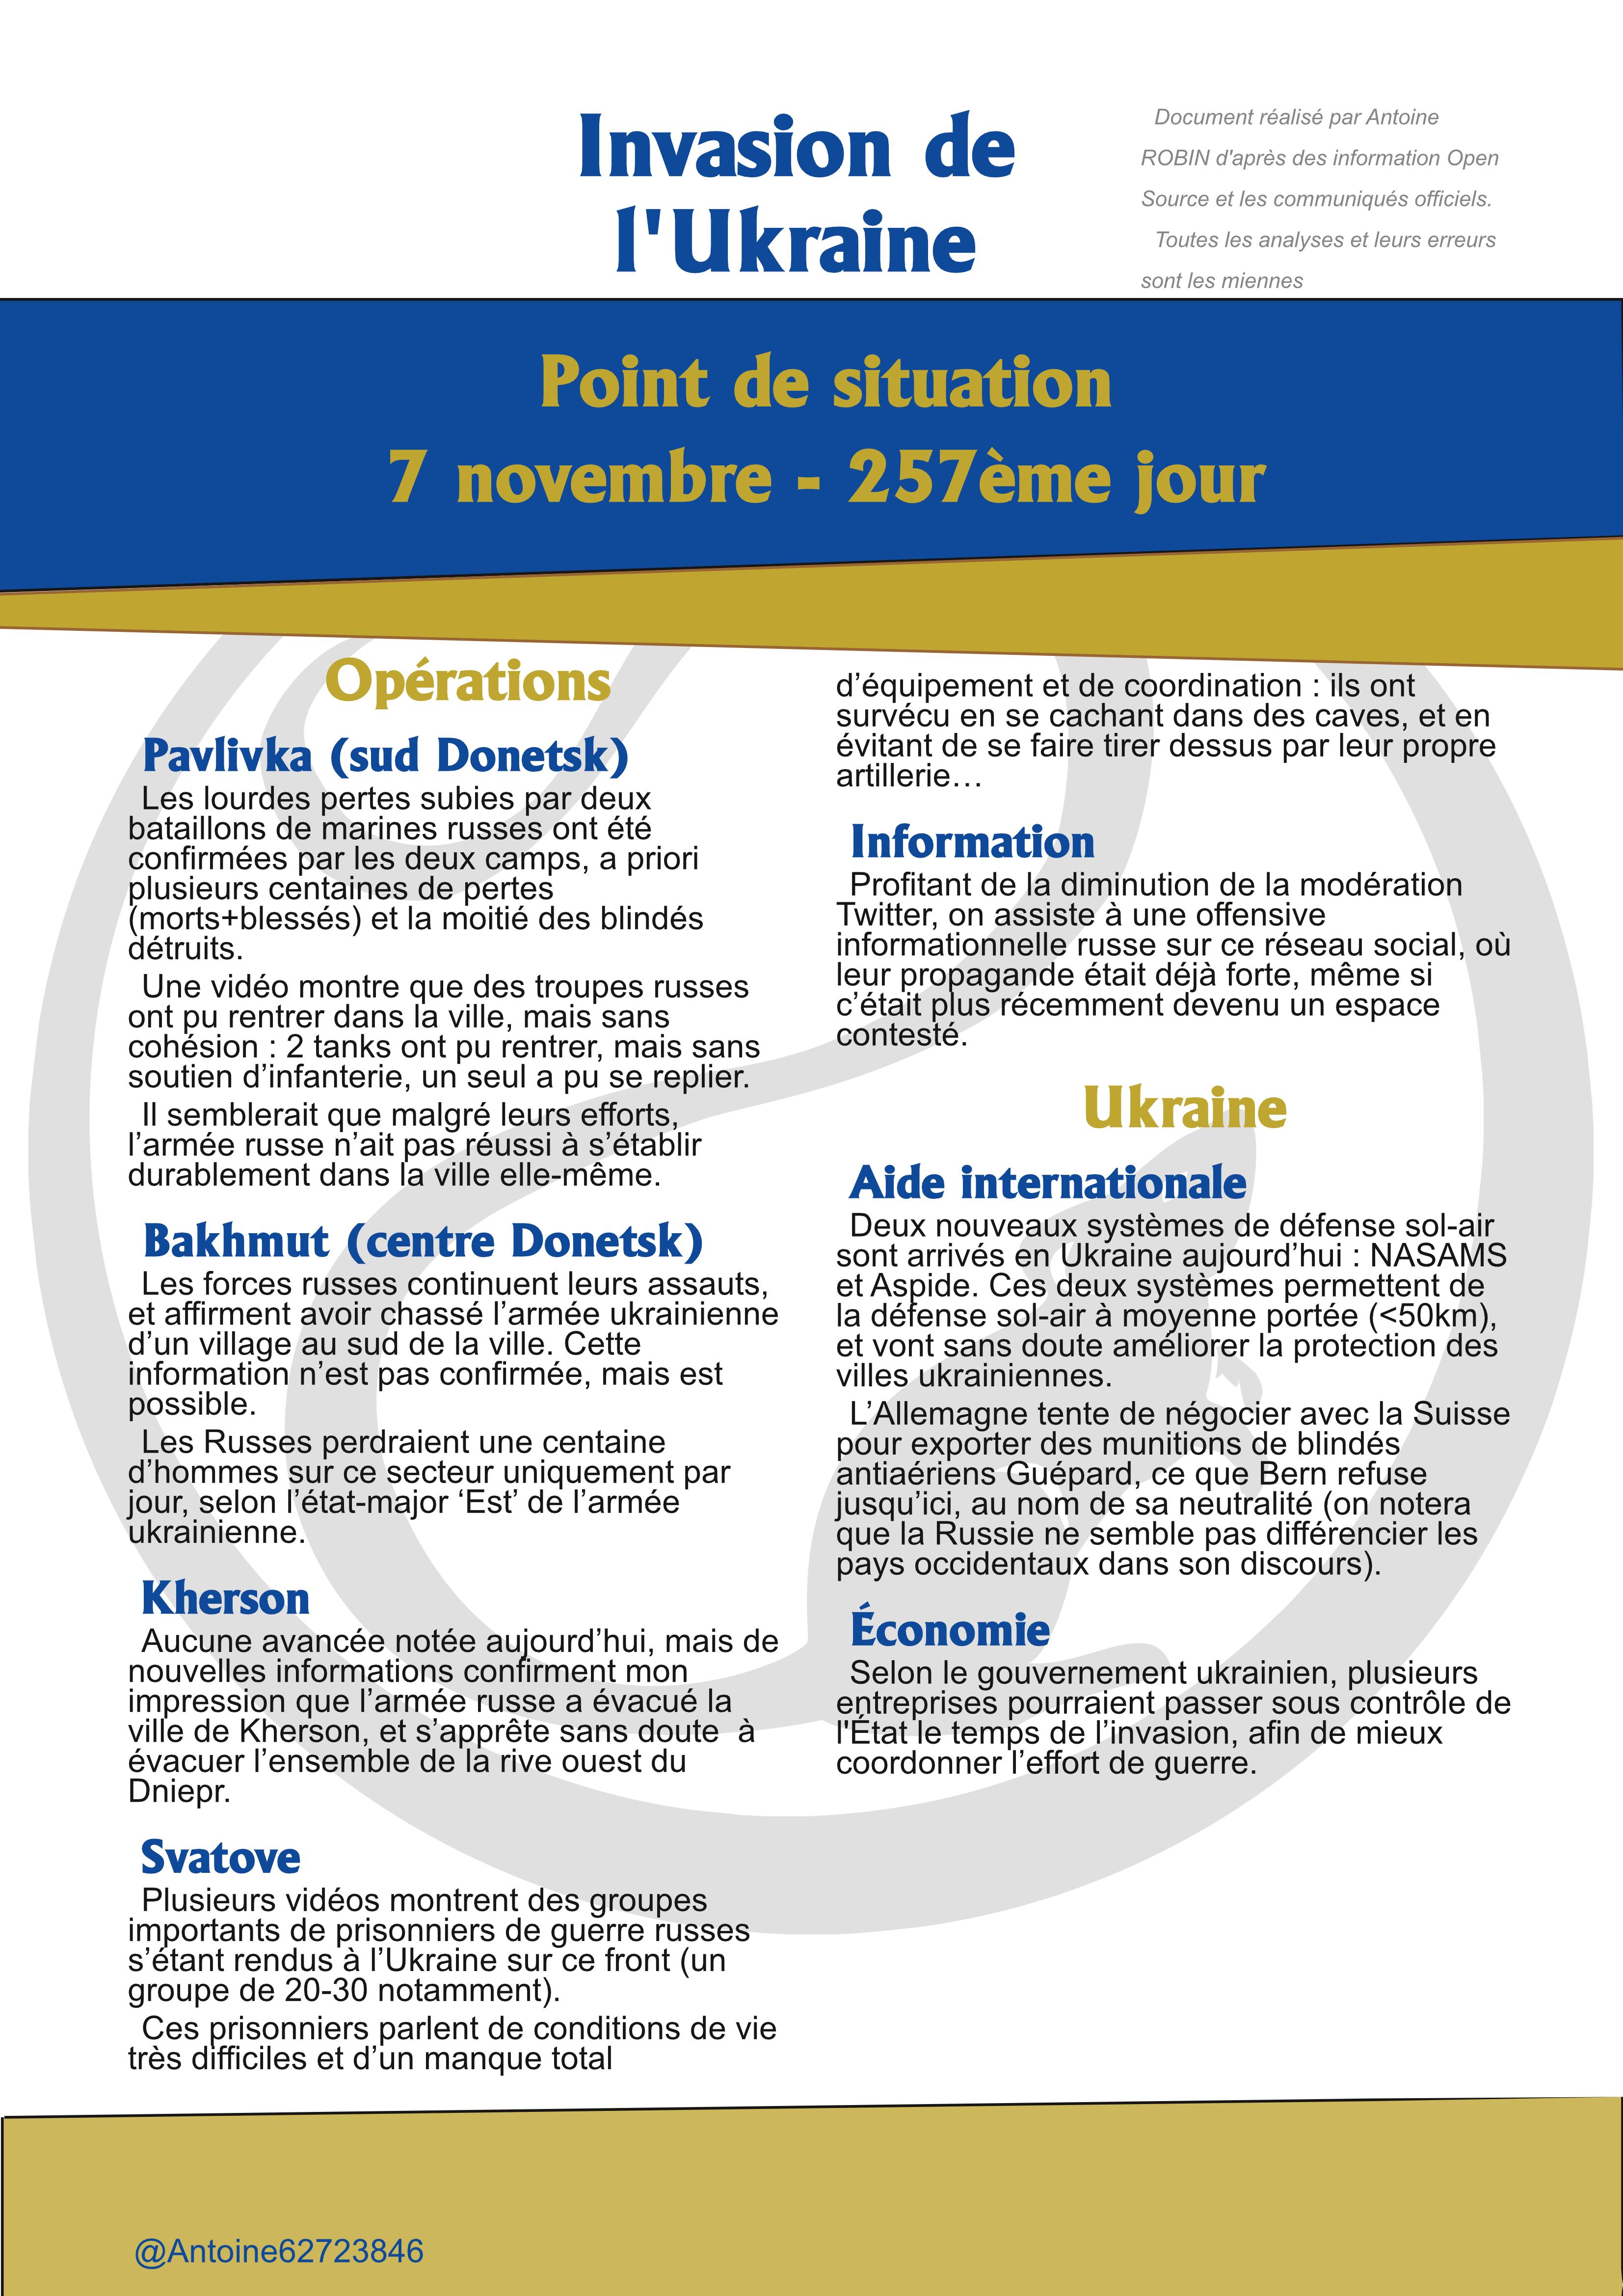 Invasion de
l'Ukraine
Document réalisé par Antoine
ROBIN d'après des information Open
Source et les communiqués officiels.
Toutes les analyses et leurs erreurs
sont les miennes
Point de situation
7 novembre - 257ème jour
Opérations
Pavlivka (sud Donetsk)
Les lourdes pertes subies par deux
bataillons de marines russes ont été
confirmées par les deux camps, a priori
plusieurs centaines de pertes
(morts+blessés) et la moitié des blindés
détruits.
Une vidéo montre que des troupes russes
ont pu rentrer dans la ville, mais sans
cohésion : 2 tanks ont pu rentrer, mais sans
soutien d’infanterie, un seul a pu se replier.
Il semblerait que malgré leurs efforts,
l’armée russe n’ait pas réussi à s’établir
durablement dans la ville elle-même.
Bakhmut (centre Donetsk)
Les forces russes continuent leurs assauts,
et affirment avoir chassé l’armée ukrainienne
d’un village au sud de la ville. Cette
information n’est pas confirmée, mais est
possible.
Les Russes perdraient une centaine
d’hommes sur ce secteur uniquement par
jour, selon l’état-major ‘Est’ de l’armée
ukrainienne.
Kherson
Aucune avancée notée aujourd’hui, mais de
nouvelles informations confirment mon
impression que l’armée russe a évacué la
ville de Kherson, et s’apprête sans doute  à
évacuer l’ensemble de la rive ouest du
Dniepr.
Svatove
Plusieurs vidéos montrent des groupes
importants de prisonniers de guerre russes
s’étant rendus à l’Ukraine sur ce front (un
groupe de 20-30 notamment).
Ces prisonniers parlent de conditions de vie
très difficiles et d’un manque total
d’équipement et de coordination : ils ont
survécu en se cachant dans des caves, et en
évitant de se faire tirer dessus par leur propre
artillerie…
Information
Profitant de la diminution de la modération
Twitter, on assiste à une offensive
informationnelle russe sur ce réseau social, où
leur propagande était déjà forte, même si
c’était plus récemment devenu un espace
contesté.
Ukraine
Aide internationale
Deux nouveaux systèmes de défense sol-air
sont arrivés en Ukraine aujourd’hui : NASAMS
et Aspide. Ces deux systèmes permettent de
la défense sol-air à moyenne portée (<50km),
et vont sans doute améliorer la protection des
villes ukrainiennes.
L’Allemagne tente de négocier avec la Suisse
pour exporter des munitions de blindés
antiaériens Guépard, ce que Bern refuse
jusqu’ici, au nom de sa neutralité (on notera
que la Russie ne semble pas différencier les
pays occidentaux dans son discours).
Économie
Selon le gouvernement ukrainien, plusieurs
entreprises pourraient passer sous contrôle de
l'État le temps de l’invasion, afin de mieux
coordonner l’effort de guerre.
@Antoine62723846